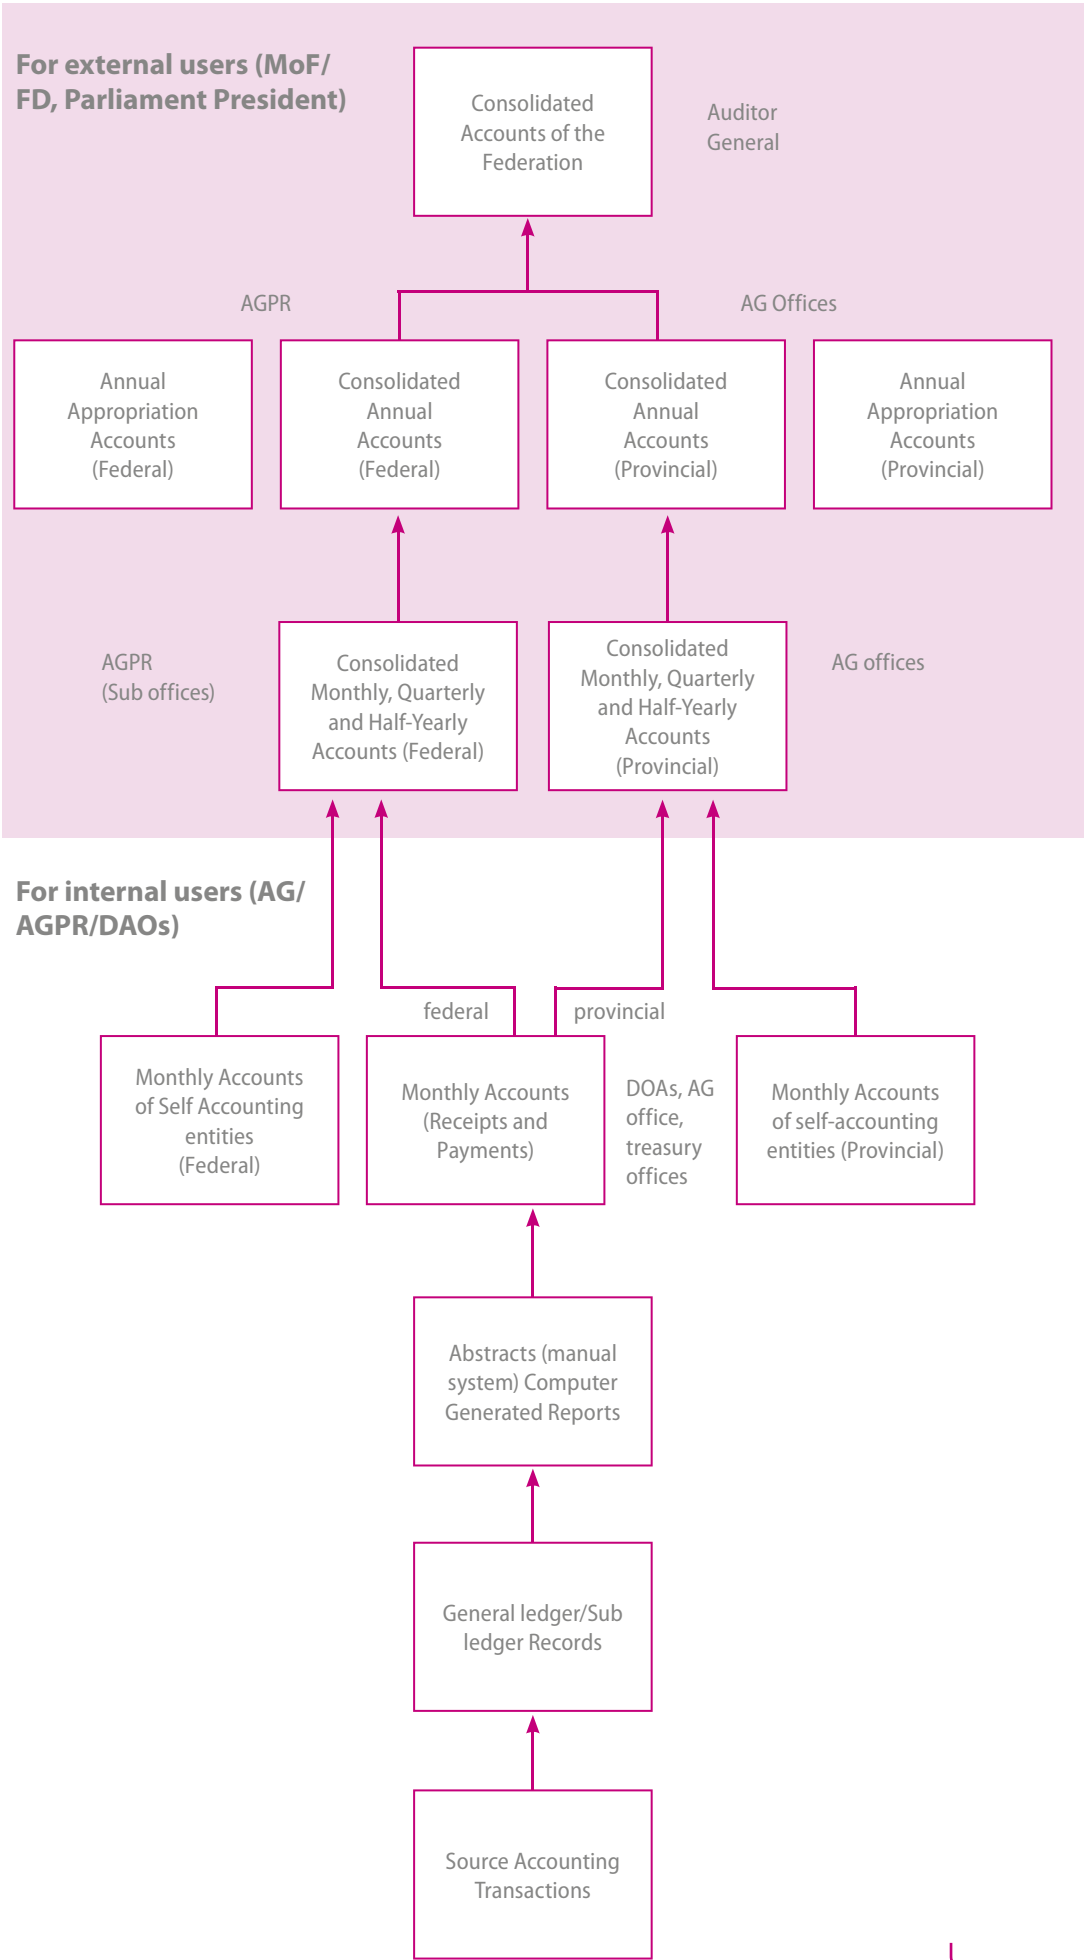 For external users (MoF/
FD, Parliament President)
Consolidated
Accounts of the
Federation
Auditor
General
AGPR
AG Offices
Annual
Appropriation
Accounts
(Federal)
Consolidated
Annual
Accounts
(Federal)
Consolidated
Annual
Accounts
(Provincial)
Annual
Appropriation
Accounts
(Provincial)
AGPR
(Sub offices)
Consolidated
Monthly, Quarterly
and Half-Yearly
Accounts (Federal)
Consolidated
Monthly, Quarterly
and Half-Yearly
Accounts
(Provincial)
AG offices
For internal users (AG/
AGPR/DAOs)
federal
provincial
Monthly Accounts
of Self Accounting
entities
(Federal)
Monthly Accounts
(Receipts and
Payments)
DOAs, AG
office,
treasury
offices
Monthly Accounts
of self-accounting
entities (Provincial)
Abstracts (manual
system) Computer
Generated Reports
General ledger/Sub
ledger Records
Source Accounting
Transactions